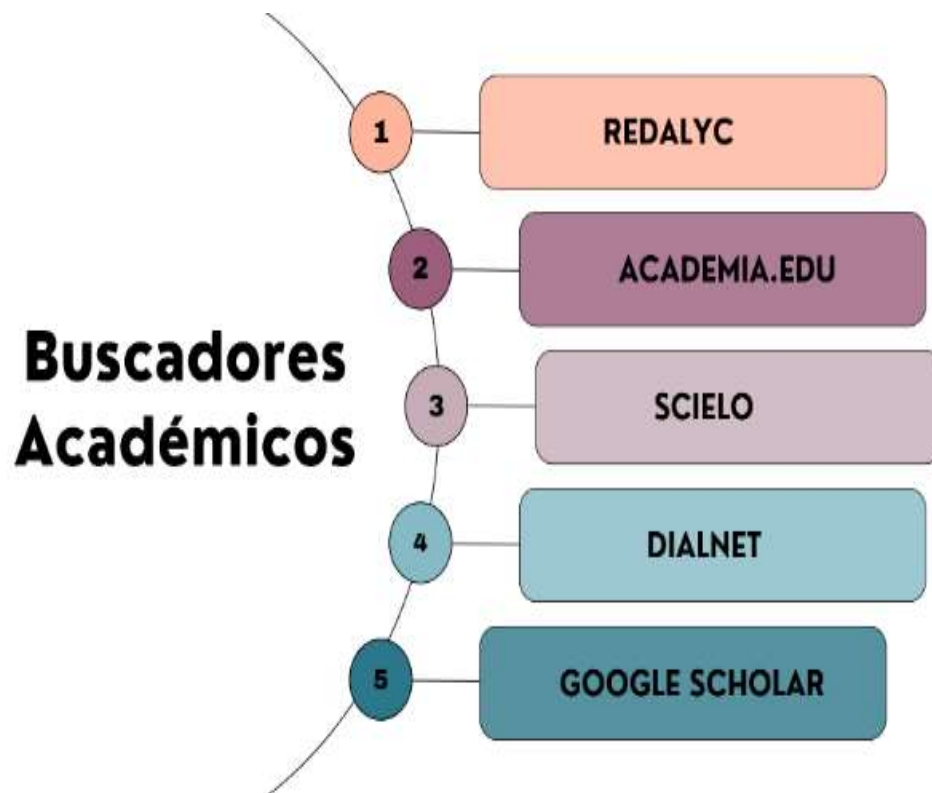 Buscadores
Académicos
1
REDALYC
2
ACADEMIA.EDU
3
SCIELO
4
DIALNET
5
GOOGLE SCHOLAR